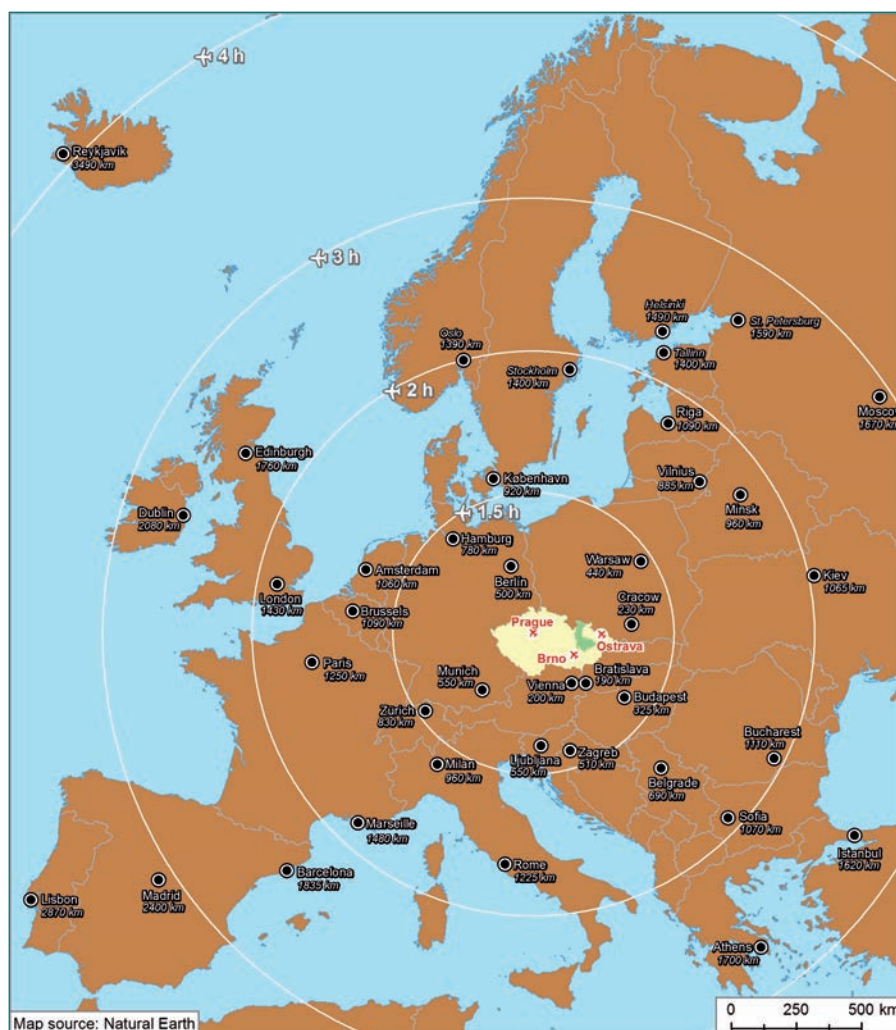 4 h
Reykjavík
3490 km
3 h
Helsinki
1490 km
St. Petersburg
1590 km
Oslo
1390 km
Tallinn
1400 km
Stockholm
1400 km
2 h
Mosco
1670 km
Riga
1090 km
Edinburgh
1760 km
Vilnius
885 km
København
920 km
Minsk
960 km
Dublin
2080 km
1.5 h
Hamburg
780 km
Warsaw
440 km
Amsterdam
1060 km
Berlin
500 km
Kiev
1065 km
London
1430 km
Cracow
230 km
Brussels
1090 km
Prague
Ostrava
Brno
Paris
1250 km
Munich
550 km
Vienna
200 km
Bratislava
190 km
Budapest
325 km
Zurich
830 km
Bucharest
1110 km
Ljubljana
550 km
Zagreb
510 km
Milan
960 km
Belgrade
690 km
Marseille
1480 km
Sofia
1070 km
Istanbul
1620 km
Rome
1225 km
Barcelona
1835 km
Madrid
2400 km
Lisbon
2870 km
Athens
1700 km
0 250 500 km
Map source: Natural Earth